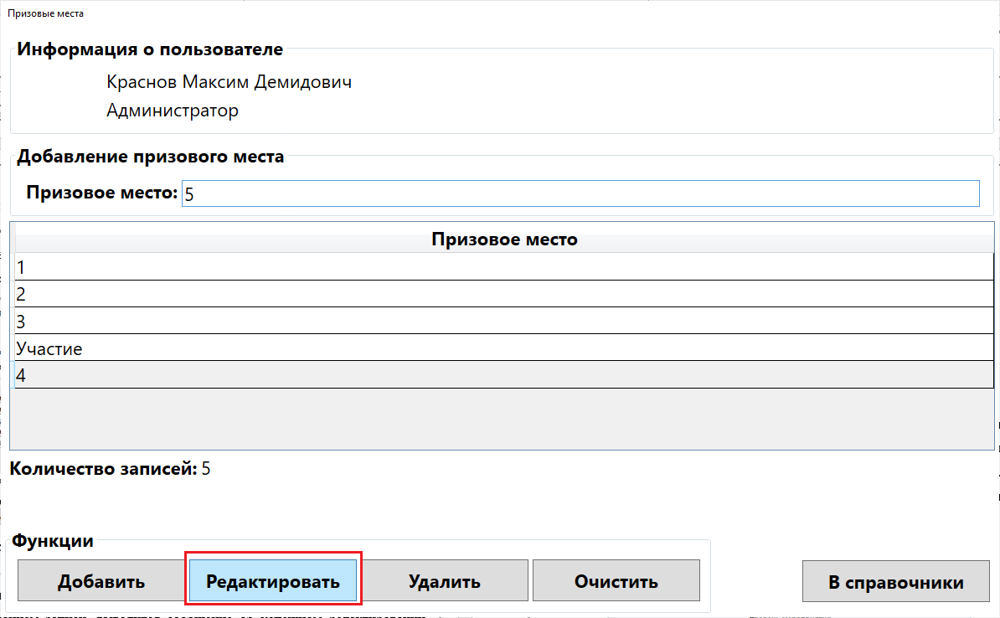 Призовые места
Информация о пользователе
Краснов Максим Демидович
Администратор
Добавление призового места
Призовое место: 5
Призовое место
1
2
3
Участие
4
Количество записей: 5
Функции
Добавить Редактировать Удалить Очистить В справочники